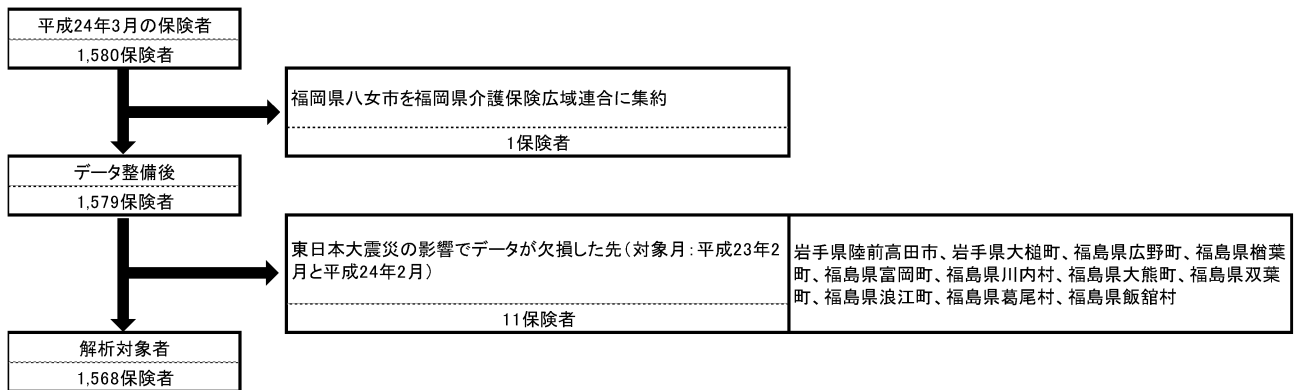 平成24年3月の保険者
1,580保険者
福岡県八女市を福岡県介護保険広域連合に集約
1保険者
データ整備後
1,579保険者
東日本大震災の影響でデータが欠損した先(対象月:平成23年2
月と平成24年2月)
11保険者
岩手県陸前高田市、岩手県大槌町、福島県広野町、福島県楢葉
町、福島県富岡町、福島県川内村、福島県大熊町、福島県双葉
町、福島県浪江町、福島県葛尾村、福島県飯舘村
解析対象者
1,568保険者